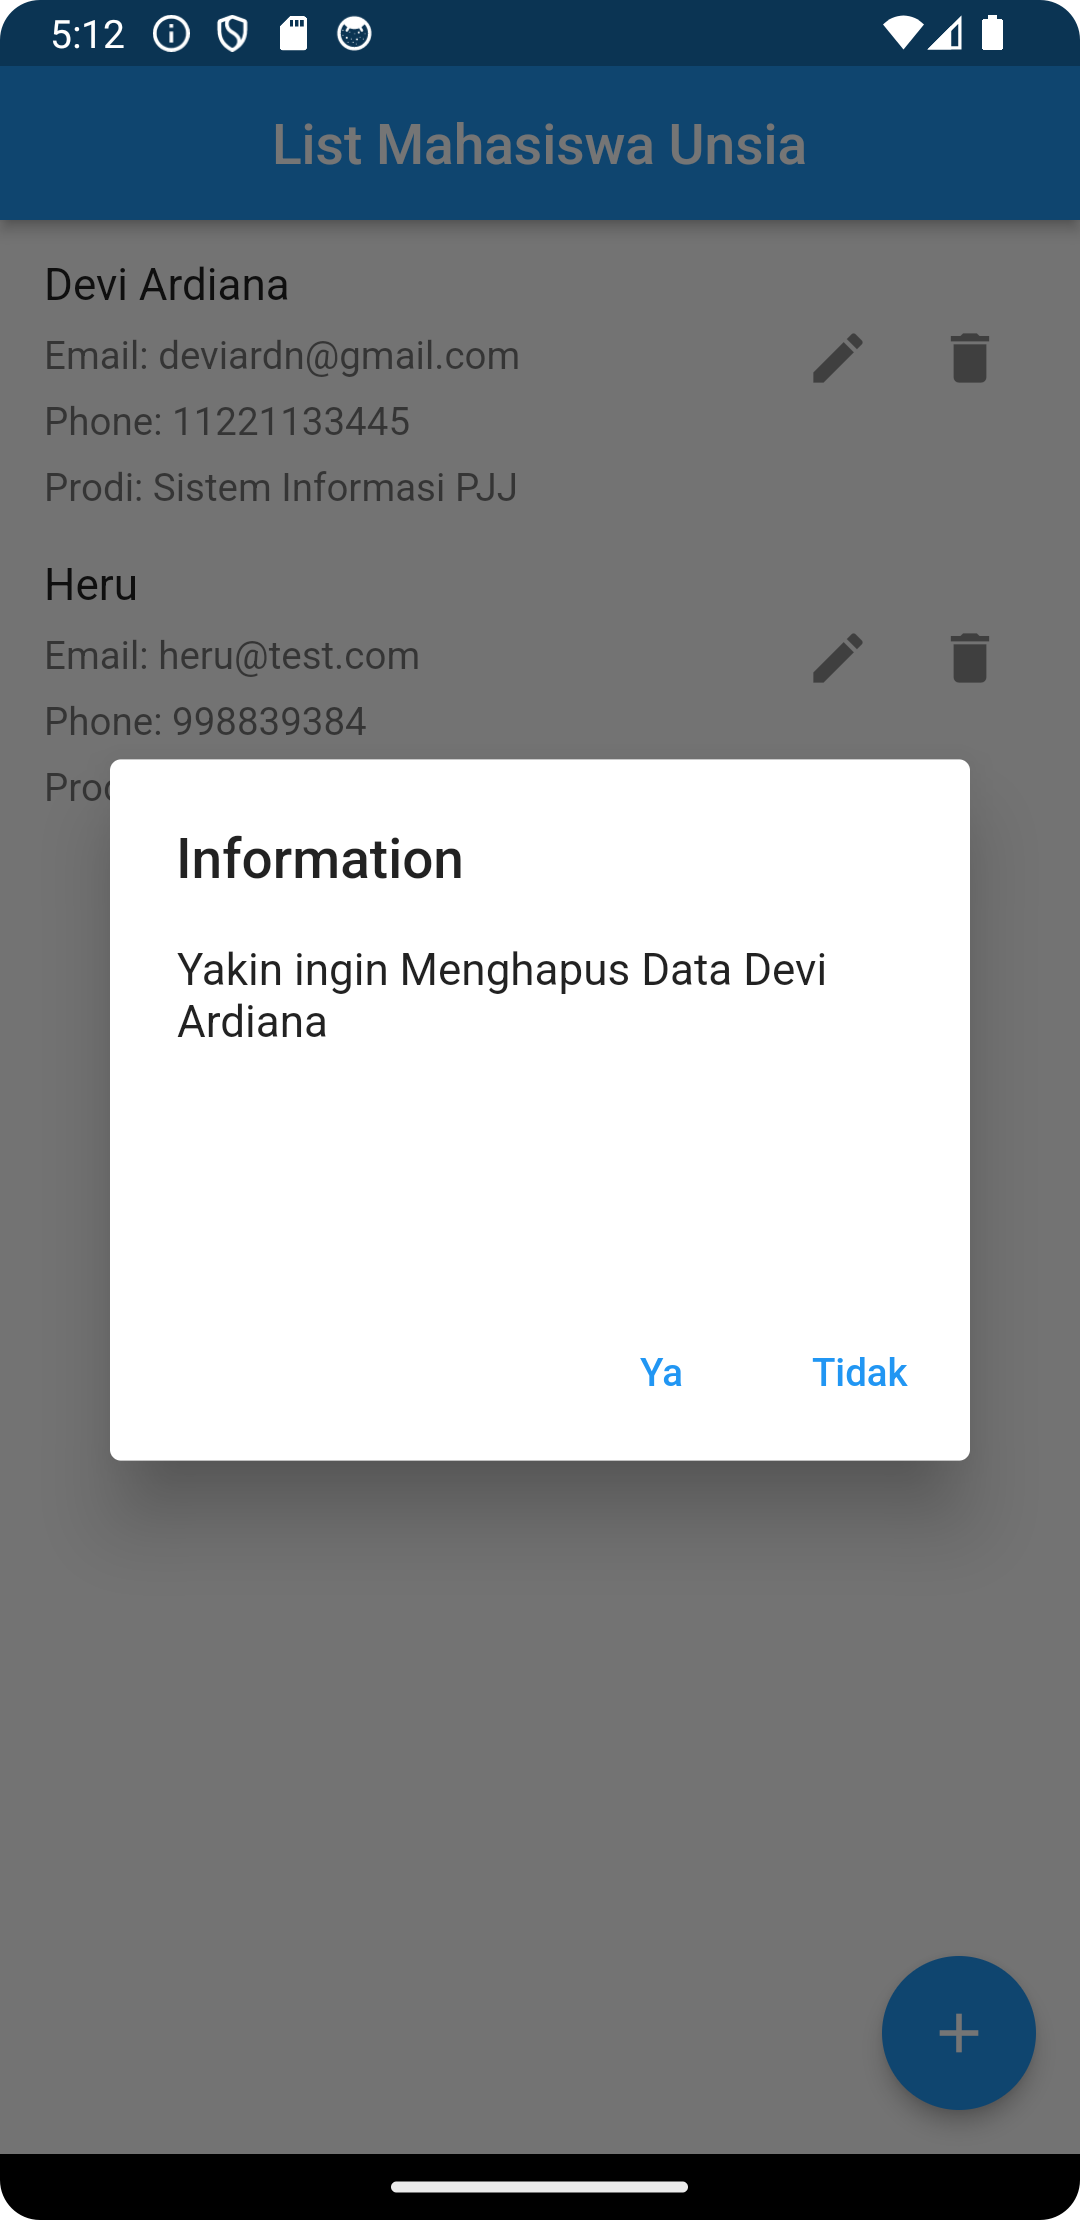 5:12
List Mahasiswa Unsia
Devi Ardiana
Email: deviardn@gmail.com
Phone: 11221133445
Prodi: Sistem Informasi PJJ
Heru
Email: heru@test.com
Phone: 998839384
Information
Yakin ingin Menghapus Data Devi
Ardiana
Ya Tidak